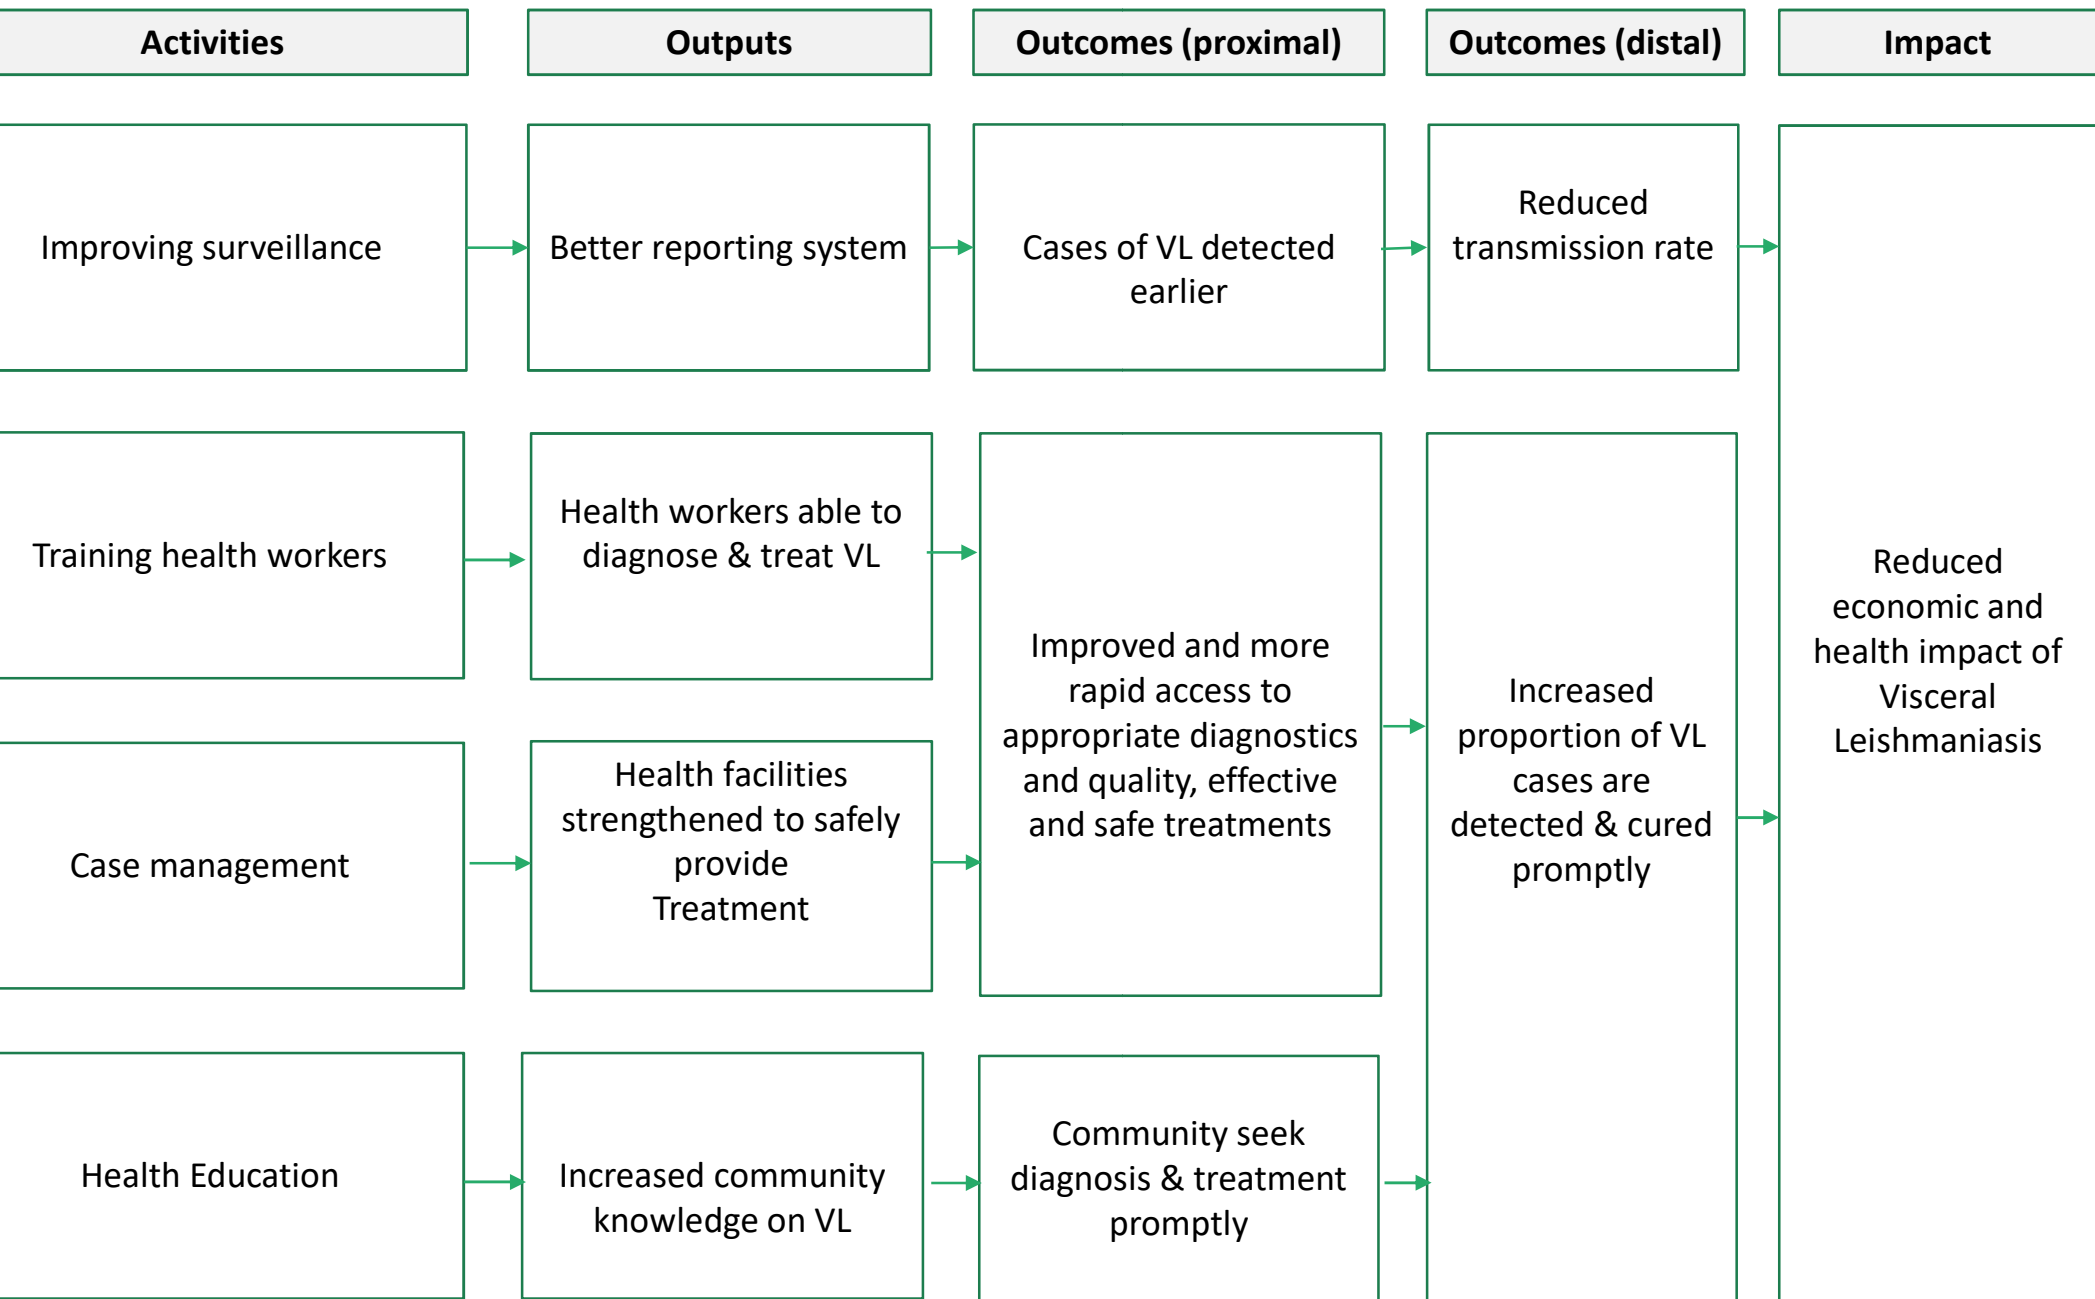 Activities
Outputs
Outcomes (proximal)
Outcomes (distal)
Impact
Improving surveillance
Better reporting system
Cases of VL detected
earlier
Reduced
transmission rate
Training health workers
Health workers able to
diagnose & treat VL
Case management
Health facilities
strengthened to safely
provide
Treatment
Improved and more
rapid access to
appropriate diagnostics
and quality, effective
and safe treatments
Increased
proportion of VL
cases are
detected & cured
promptly
Reduced
economic and
health impact of
Visceral
Leishmaniasis
Health Education
Increased community
knowledge on VL
Community seek
diagnosis & treatment
promptly